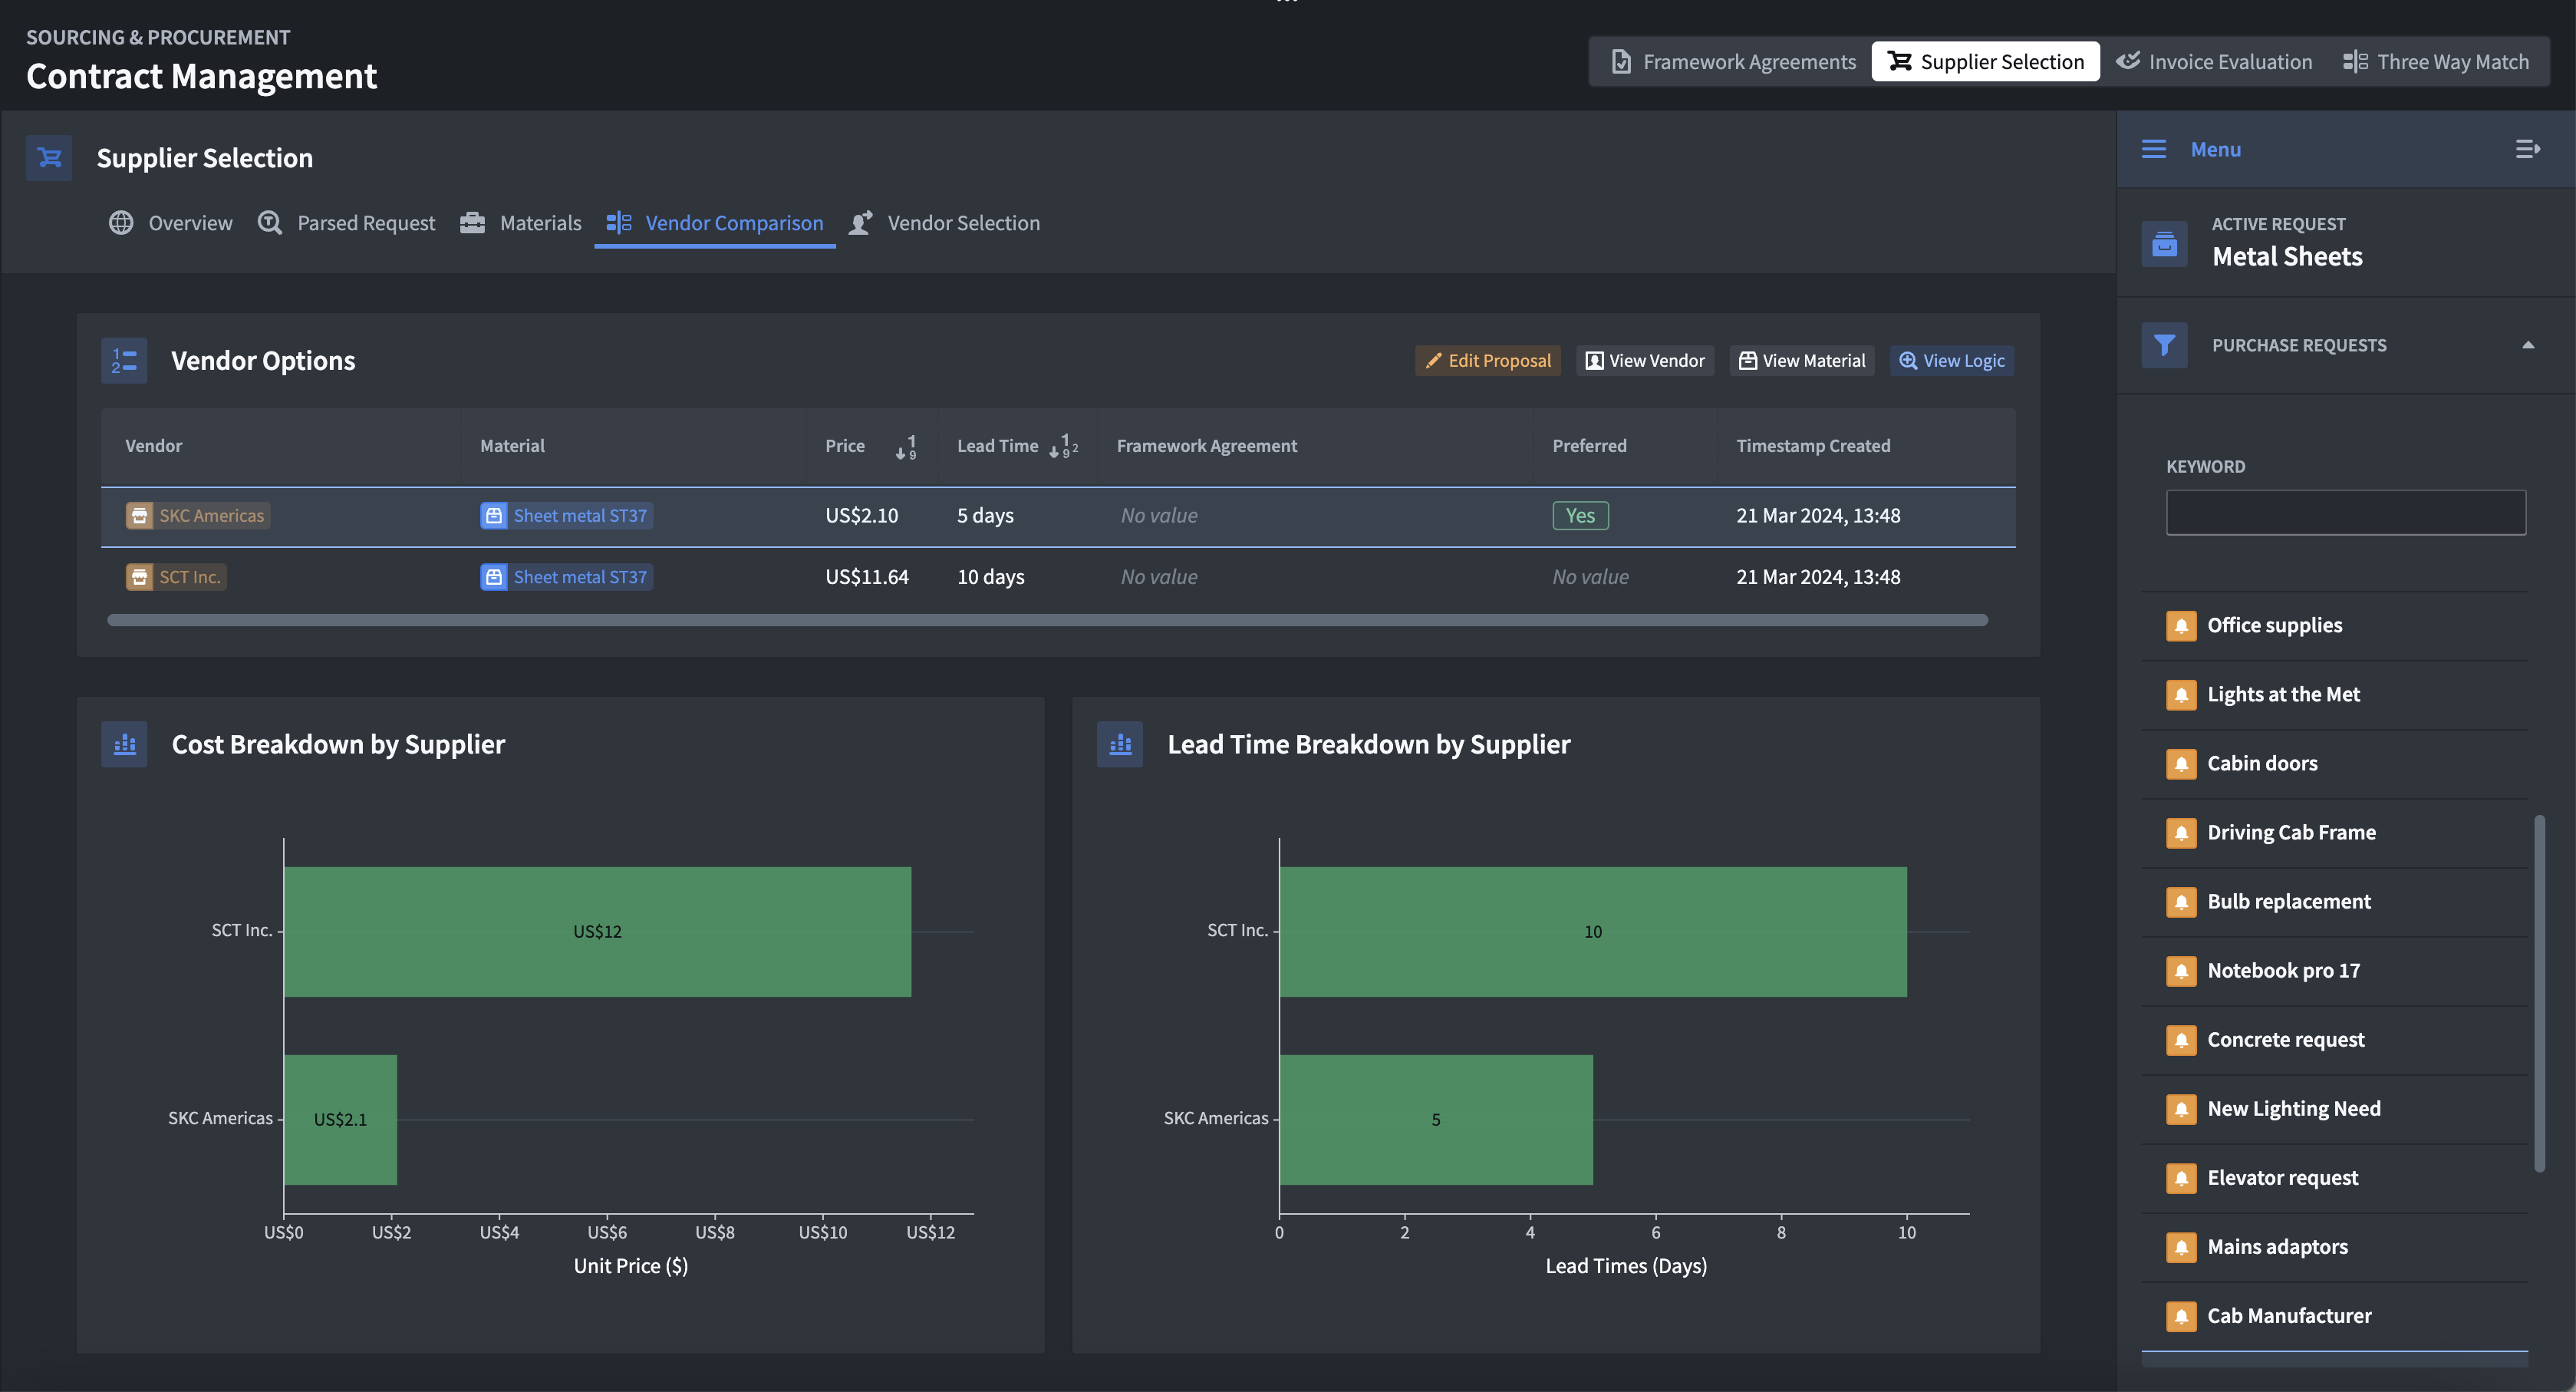 SOURCING & PROCUREMENT
Contract Management
Framework Agreements
Supplier Selection
Invoice Evaluation
Three Way Match
Supplier Selection
Overview
Parsed Request
Materials
Vendor Comparison
Vendor Selection
Vendor Options
Edit Proposal
View Vendor
View Material
View Logic
Vendor Material Price Lead Time Framework Agreement Preferred Timestamp Created
SKC Americas Sheet metal ST37 US$2.10 5 days No value Yes 21 Mar 2024, 13:48
SCT Inc. Sheet metal ST37 US$11.64 10 days No value No value 21 Mar 2024, 13:48
Cost Breakdown by Supplier
SCT Inc.
US$12
SKC Americas
US$2.1
US$0 US$2 US$4 US$6 US$8 US$10 US$12
Unit Price ($)
Lead Time Breakdown by Supplier
SCT Inc.
10
SKC Americas
5
0 2 4 6 8 10
Lead Times (Days)
Menu
ACTIVE REQUEST
Metal Sheets
PURCHASE REQUESTS
KEYWORD
Office supplies
Lights at the Met
Cabin doors
Driving Cab Frame
Bulb replacement
Notebook pro 17
Concrete request
New Lighting Need
Elevator request
Mains adaptors
Cab Manufacturer